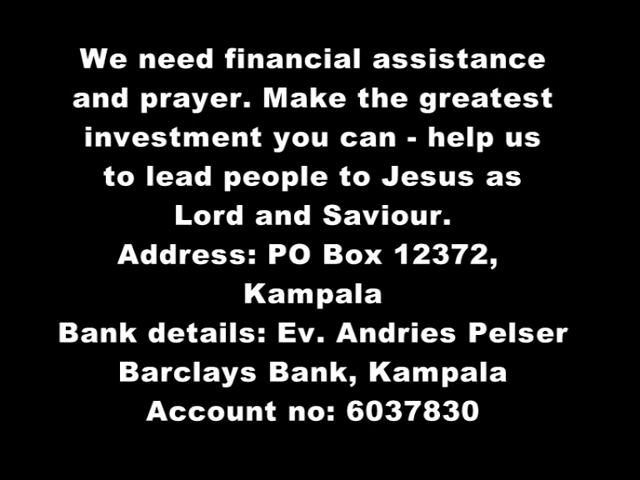 We need financial assistance
and prayer. Make the greatest
investment you can - help us
to lead people to Jesus as
Lord and Saviour.
Address: PO Box 12372,
Kampala
Bank details: Ev. Andries Pelser
Barclays Bank, Kampala
Account no: 6037830